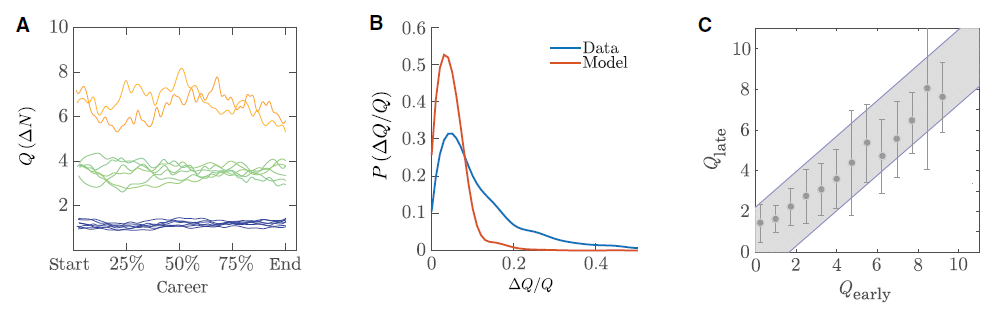 A
10
8
6
4
2
Q (ΔN)
Start 25% 50% 75% End
Career
B
0.6
0.5
0.4
0.3
0.2
0.1
0
P (ΔQ/Q)
Data
Model
0 0.2 0.4
ΔQ/Q
C
10
8
6
4
2
0
Qlate
0 2 4 6 8 10
Qearly